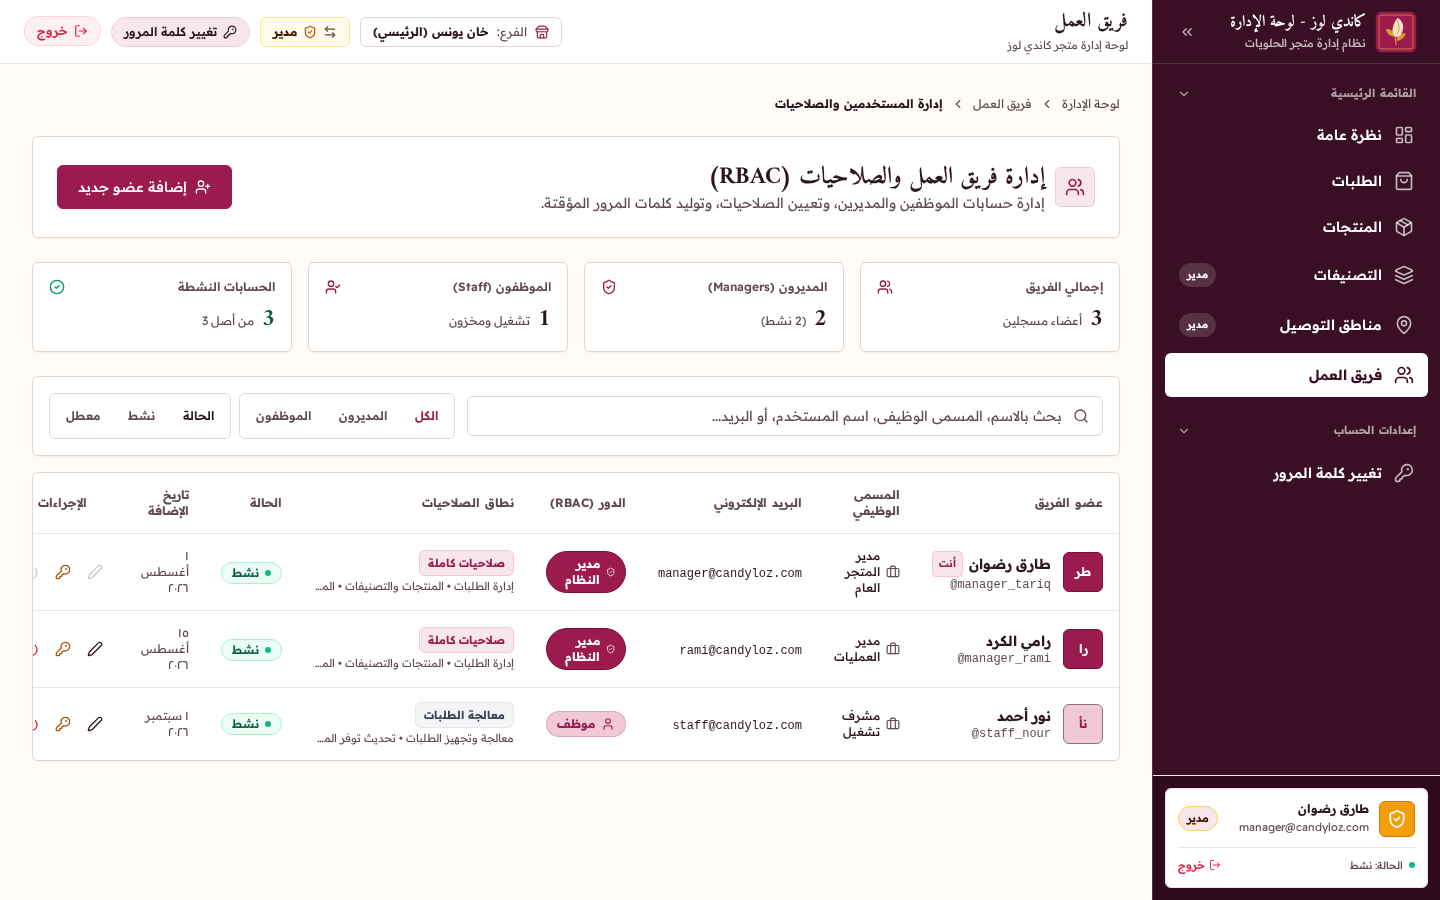 كاندي لوز - لوحة الإدارة
نظام إدارة متجر الحلويات
القائمة الرئيسية
نظرة عامة
الطلبات
المنتجات
التصنيفات
مدير
مناطق التوصيل
مدير
فريق العمل
إعدادات الحساب
تغيير كلمة المرور
طارق رضوان
manager@candyloz.com
مدير
الحالة: نشط
خروج
فريق العمل
لوحة إدارة متجر كاندي لوز
الفرع: خان يونس (الرئيسي)
مدير
تغيير كلمة المرور
خروج
لوحة الإدارة
فريق العمل
إدارة المستخدمين والصلاحيات
إدارة فريق العمل والصلاحيات (RBAC)
إدارة حسابات الموظفين والمديرين، وتعيين الصلاحيات، وتوليد كلمات المرور المؤقتة.
إضافة عضو جديد
إجمالي الفريق
3 أعضاء مسجلين
المديرون (Managers)
2 (2 نشط)
الموظفون (Staff)
1 تشغيل ومخزون
الحسابات النشطة
3 من أصل 3
بحث بالاسم، المسمى الوظيفي، اسم المستخدم، أو البريد...
الكل
المديرون
الموظفون
الحالة
نشط
معطل
عضو الفريق
المسمى الوظيفي
البريد الإلكتروني
الدور (RBAC)
نطاق الصلاحيات
الحالة
تاريخ الإضافة
الإجراءات
طر
طارق رضوان
أنت
@manager_tariq
مدير المتجر العام
manager@candyloz.com
مدير النظام
صلاحيات كاملة
إدارة الطلبات • المنتجات والتصنيفات • المـ...
نشط
١ أغسطس ٢٠٢٦
را
رامي الكرد
@manager_rami
مدير العمليات
rami@candyloz.com
مدير النظام
صلاحيات كاملة
إدارة الطلبات • المنتجات والتصنيفات • المـ...
نشط
١٥ أغسطس ٢٠٢٦
نأ
نور أحمد
@staff_nour
مشرف تشغيل
staff@candyloz.com
موظف
معالجة الطلبات
معالجة وتجهيز الطلبات • تحديث توفر المـ...
نشط
١ سبتمبر ٢٠٢٦